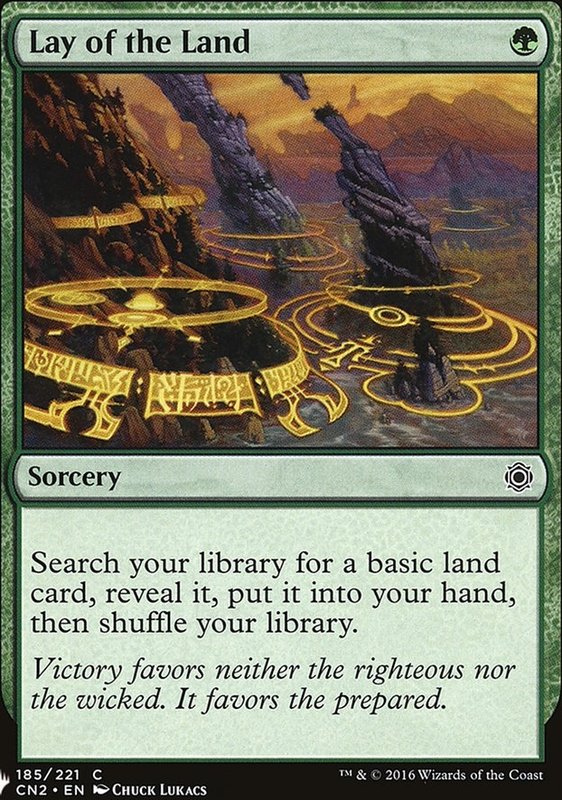 Lay of the Land
Sorcery
Search your library for a basic land
card, reveal it, put it into your hand,
then shuffle your library.
Victory favors neither the righteous nor
the wicked. It favors the prepared.
185/221 C
CN2 • EN Chuck Lukacs
™ & © 2016 Wizards of the Coast